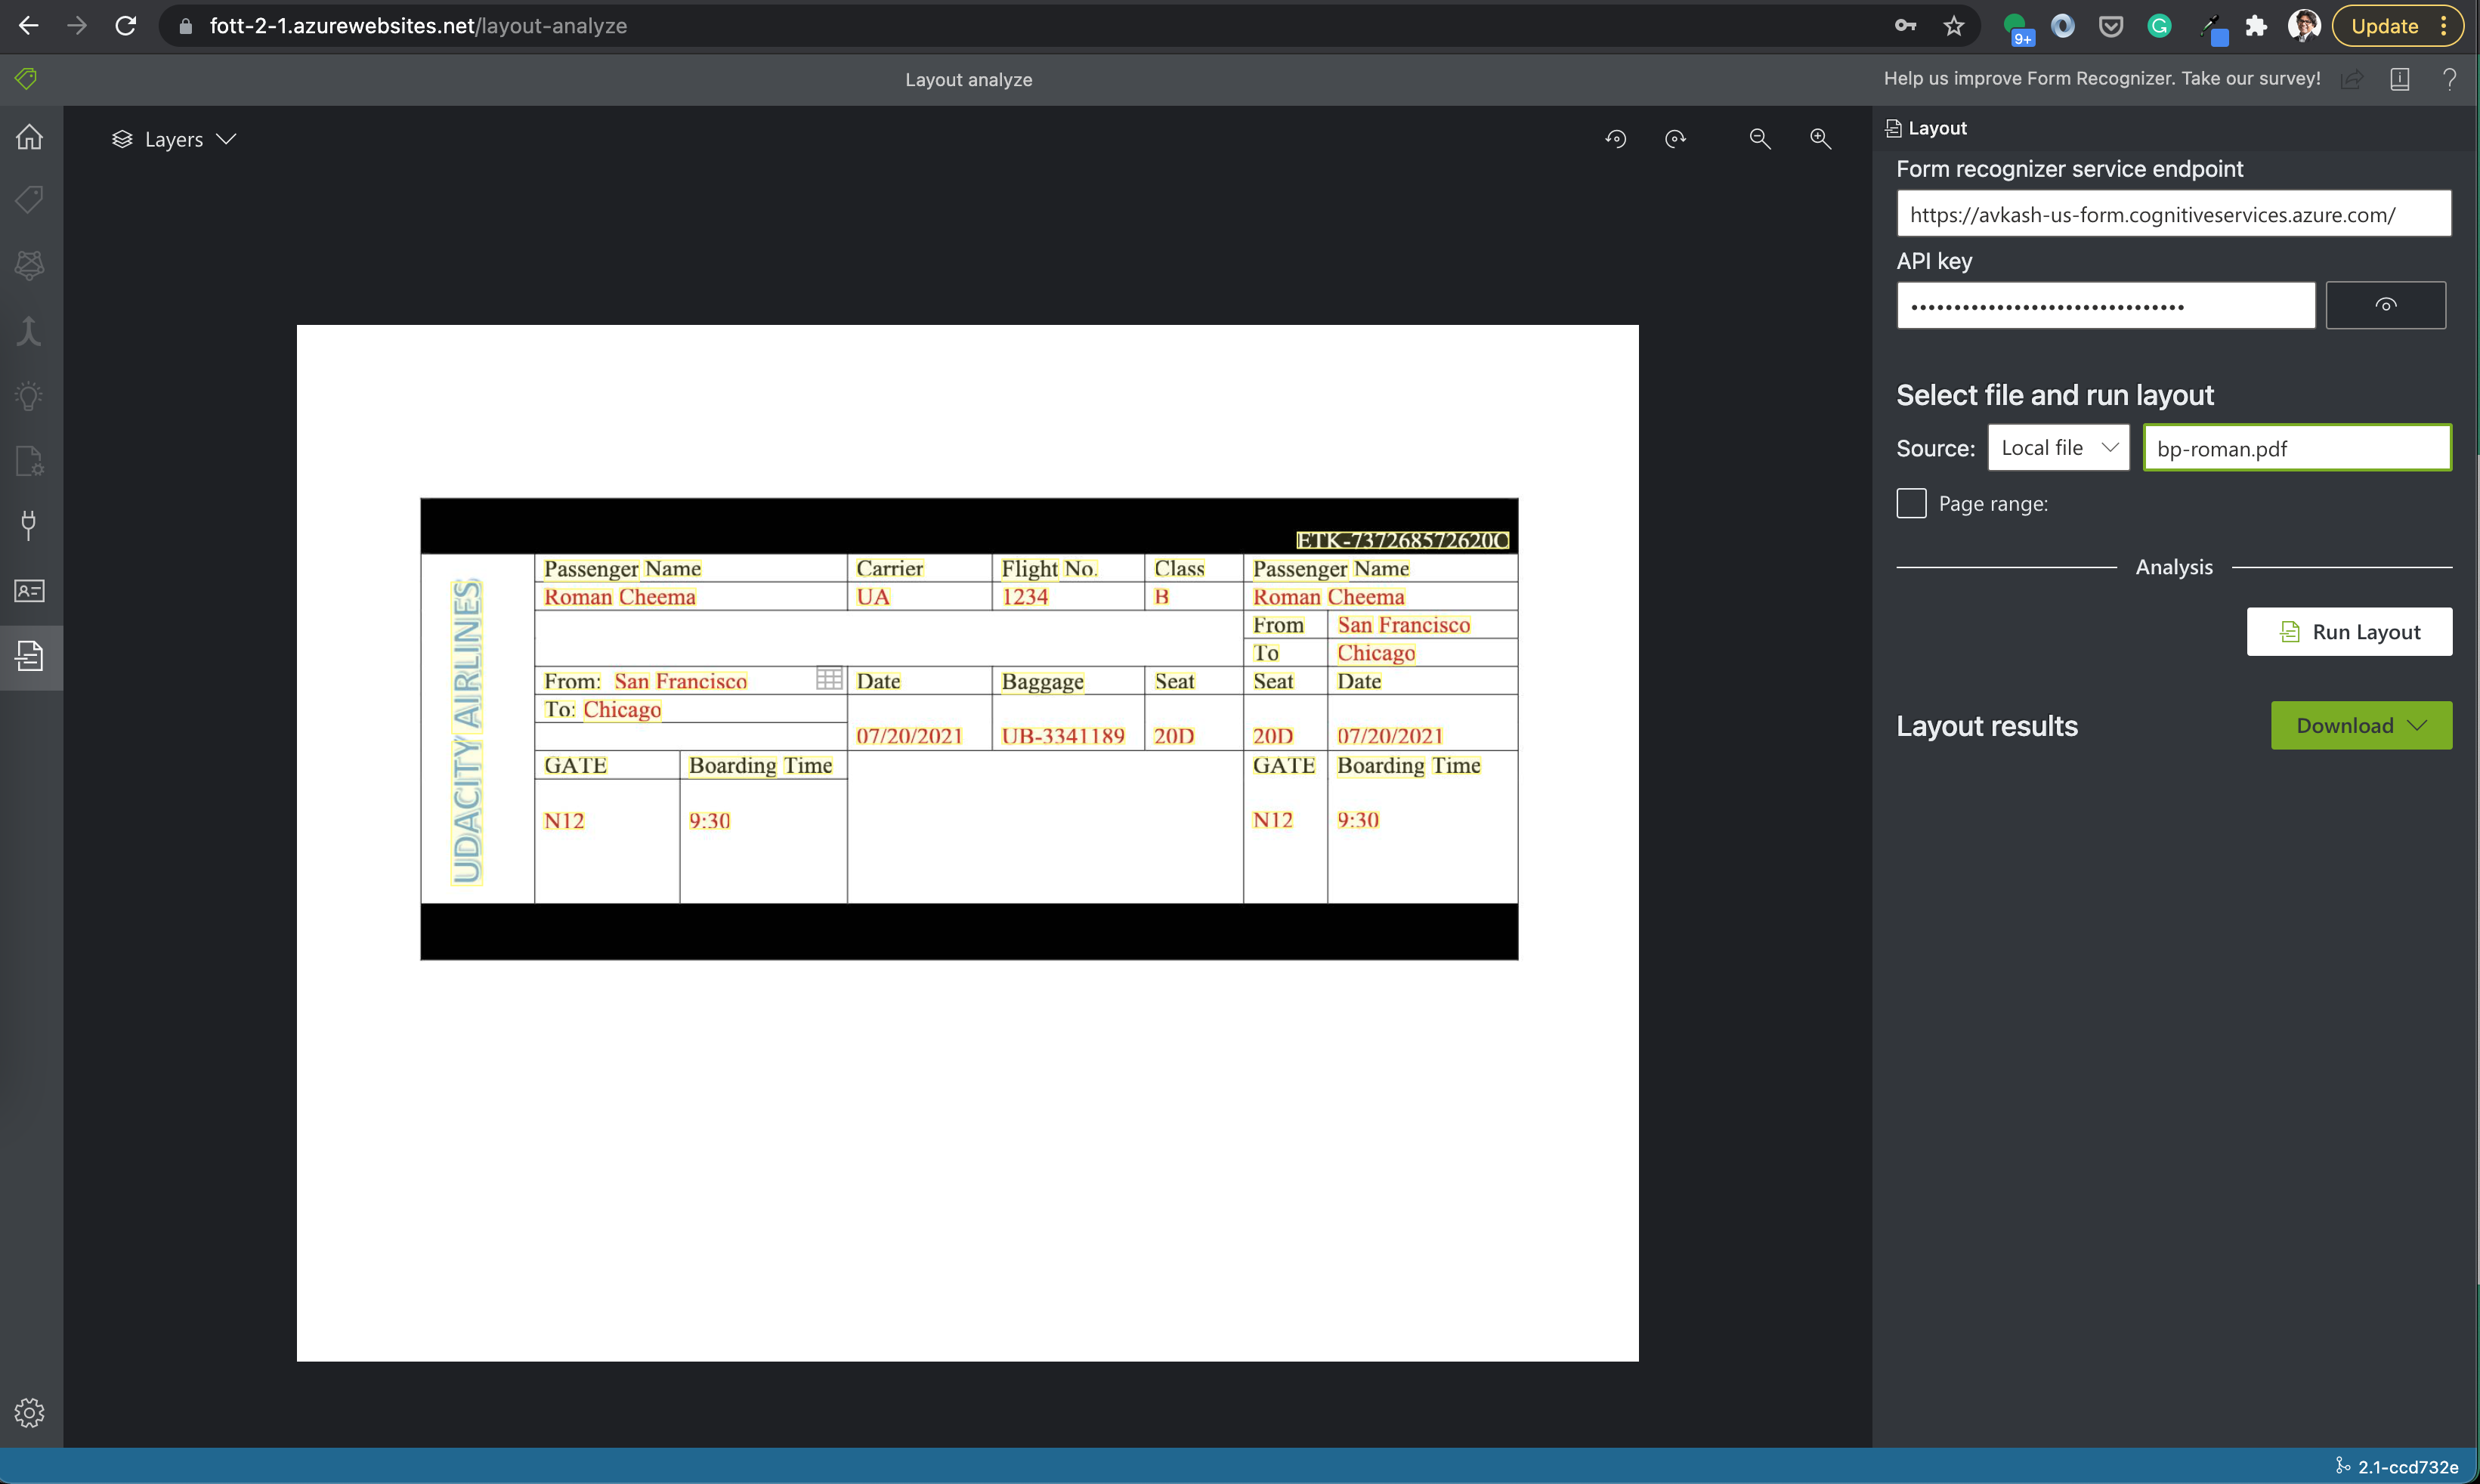 fott-2-1.azurewebsites.net/layout-analyze
9+
G
Update
Layout analyze
Help us improve Form Recognizer. Take our survey!
?
Layers
Layout
Form recognizer service endpoint
https://avkash-us-form.cognitiveservices.azure.com/
API key
Select file and run layout
Source: Local file bp-roman.pdf
Page range:
Analysis
Run Layout
Layout results
Download
ETK-737268572620C
UDACITY AIRLINES
Passenger Name Carrier Flight No. Class Passenger Name
Roman Cheema UA 1234 B Roman Cheema
From San Francisco
To Chicago
From: San Francisco Date Baggage Seat Seat Date
To: Chicago
07/20/2021 UB-3341189 20D 20D 07/20/2021
GATE Boarding Time GATE Boarding Time
N12 9:30 N12 9:30
2.1-ccd732e